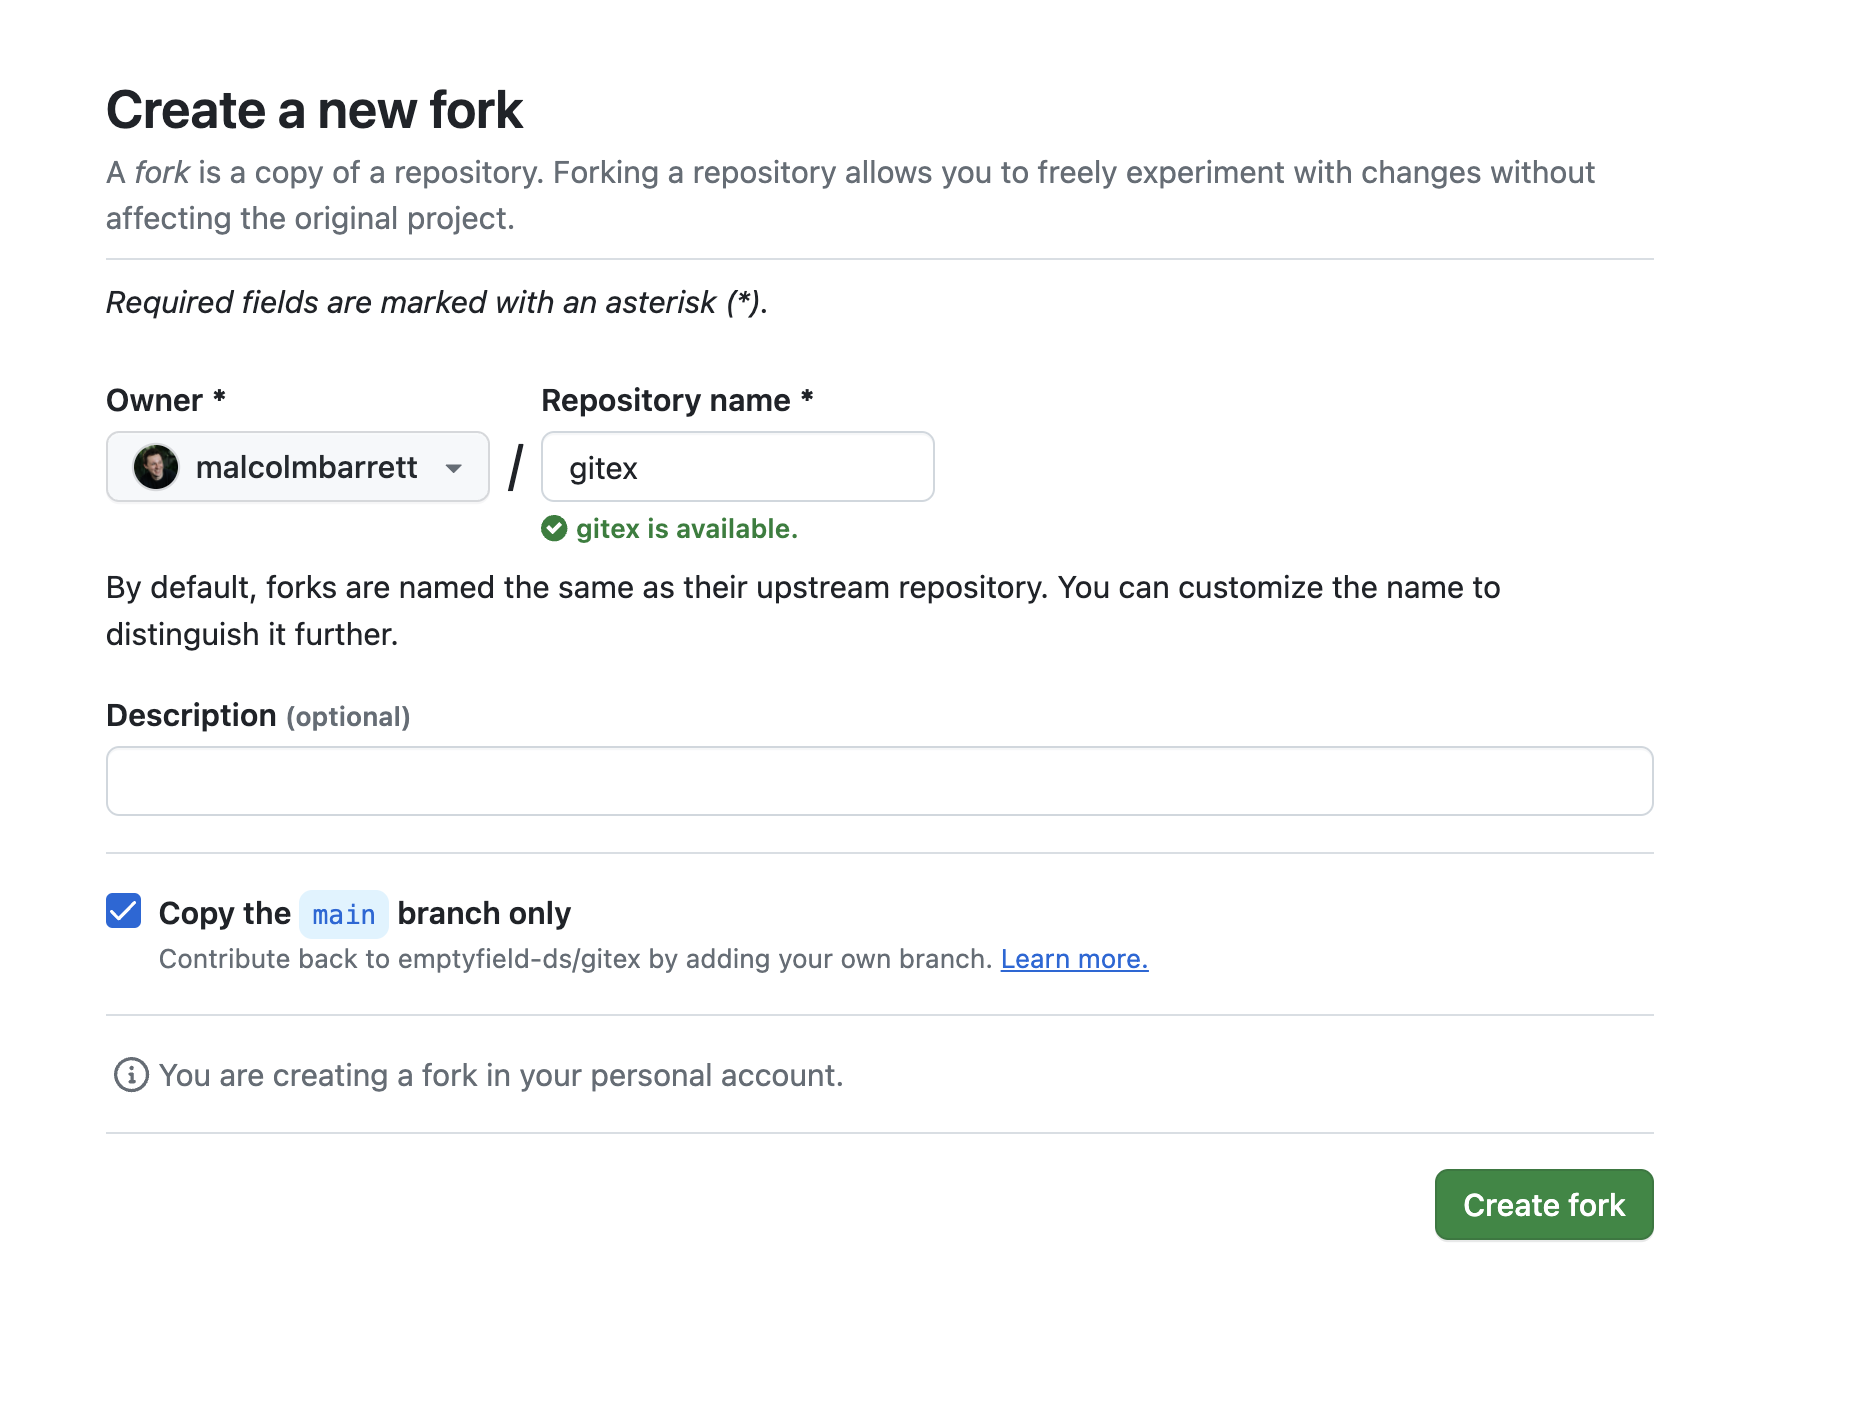 Create a new fork
A fork is a copy of a repository. Forking a repository allows you to freely experiment with changes without
affecting the original project.
Required fields are marked with an asterisk (*).
Owner *
Repository name *
malcolmbarrett
/
gitex
gitex is available.
By default, forks are named the same as their upstream repository. You can customize the name to
distinguish it further.
Description (optional)
Copy the main branch only
Contribute back to emptyfield-ds/gitex by adding your own branch. Learn more.
You are creating a fork in your personal account.
Create fork